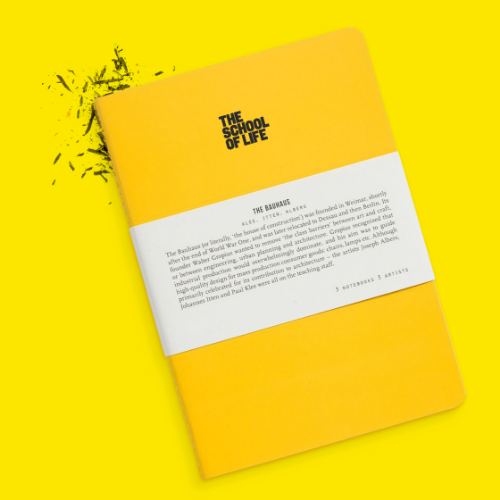 THE
SCHOOL
OF LIFE
THE BAUHAUS
KLEE, ITTEN, ALBERS
The Bauhaus (or literally, 'the house of construction') was founded in Weimar, shortly
after the end of World War One, and was later relocated to Dessau and then Berlin. Its
founder Walter Gropius wanted to remove 'the class barriers' between art and craft,
or between engineering, urban planning and architecture. Gropius recognised that
industrial production would overwhelmingly dominate, and his aim was to guide
high-quality design for mass production consumer goods: chairs, lamps etc. Although
primarily celebrated for its contribution to architecture – the artists Joseph Albers,
Johannes Itten and Paul Klee were all on the teaching staff.
3 NOTEBOOKS 3 ARTISTS